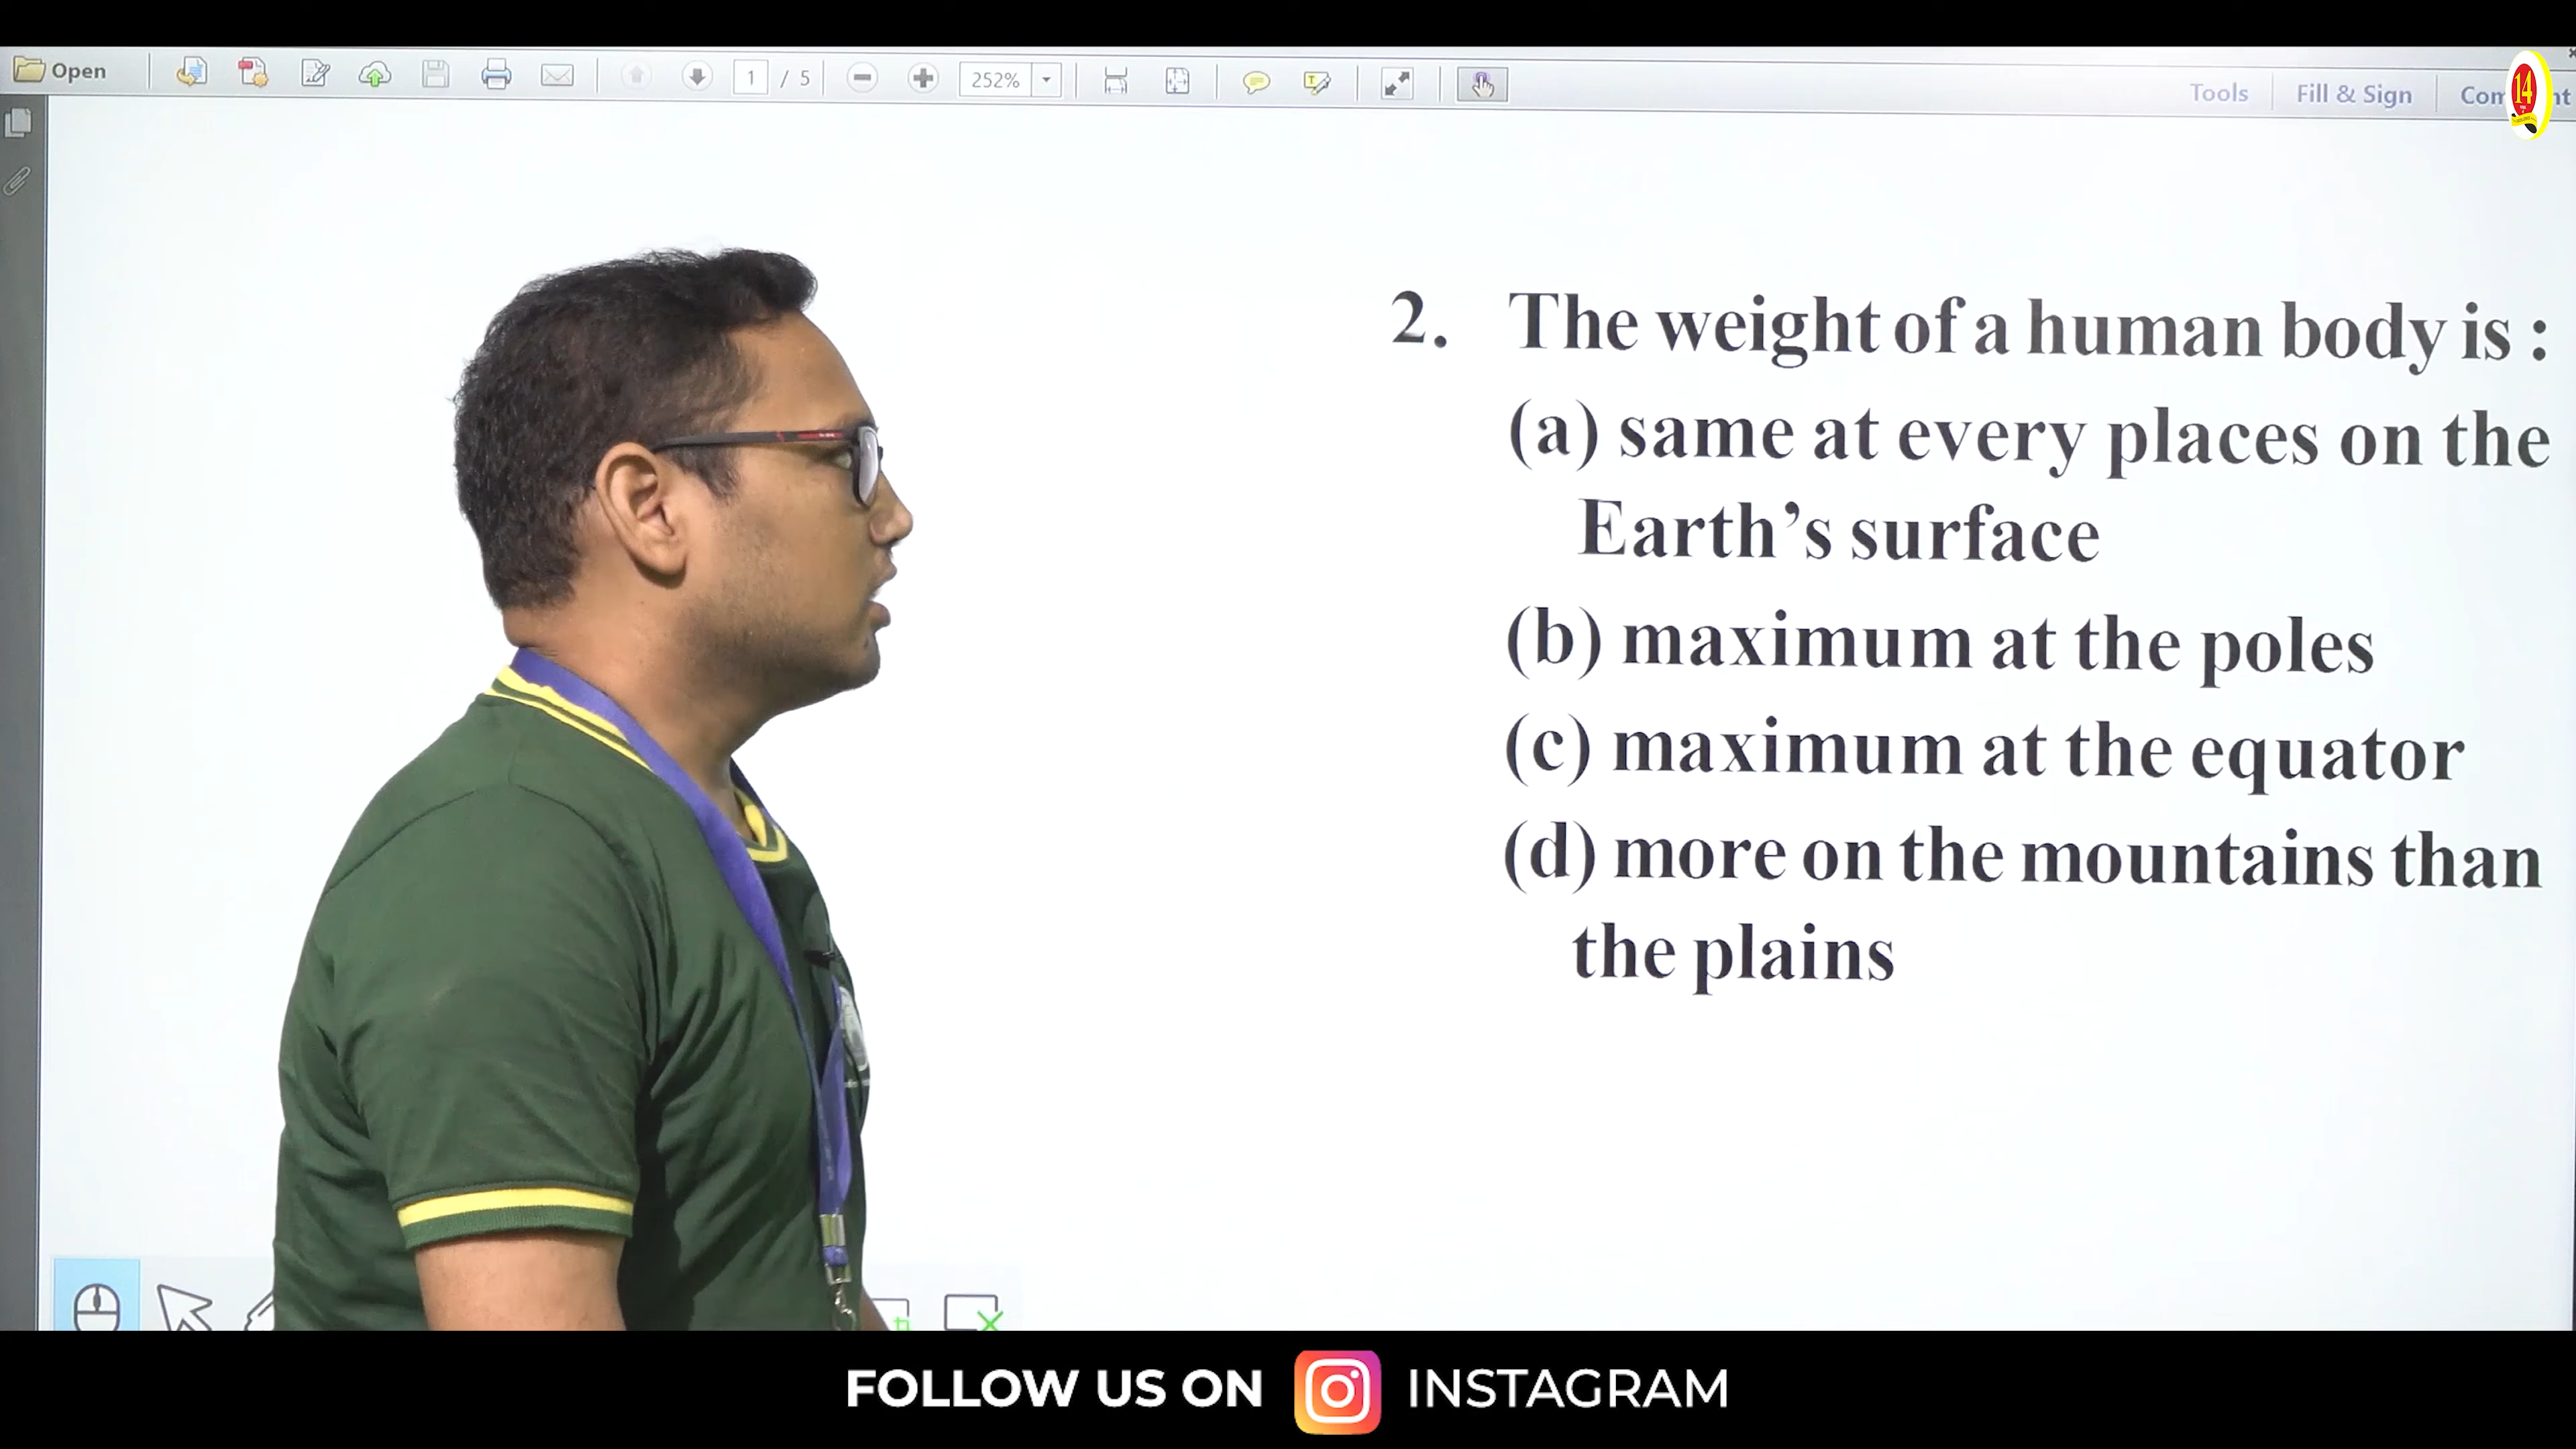 Open
1 / 5
252%
Tools
Fill & Sign
14
2. The weight of a human body is :
(a) same at every places on the
Earth’s surface
(b) maximum at the poles
(c) maximum at the equator
(d) more on the mountains than
the plains
FOLLOW US ON INSTAGRAM